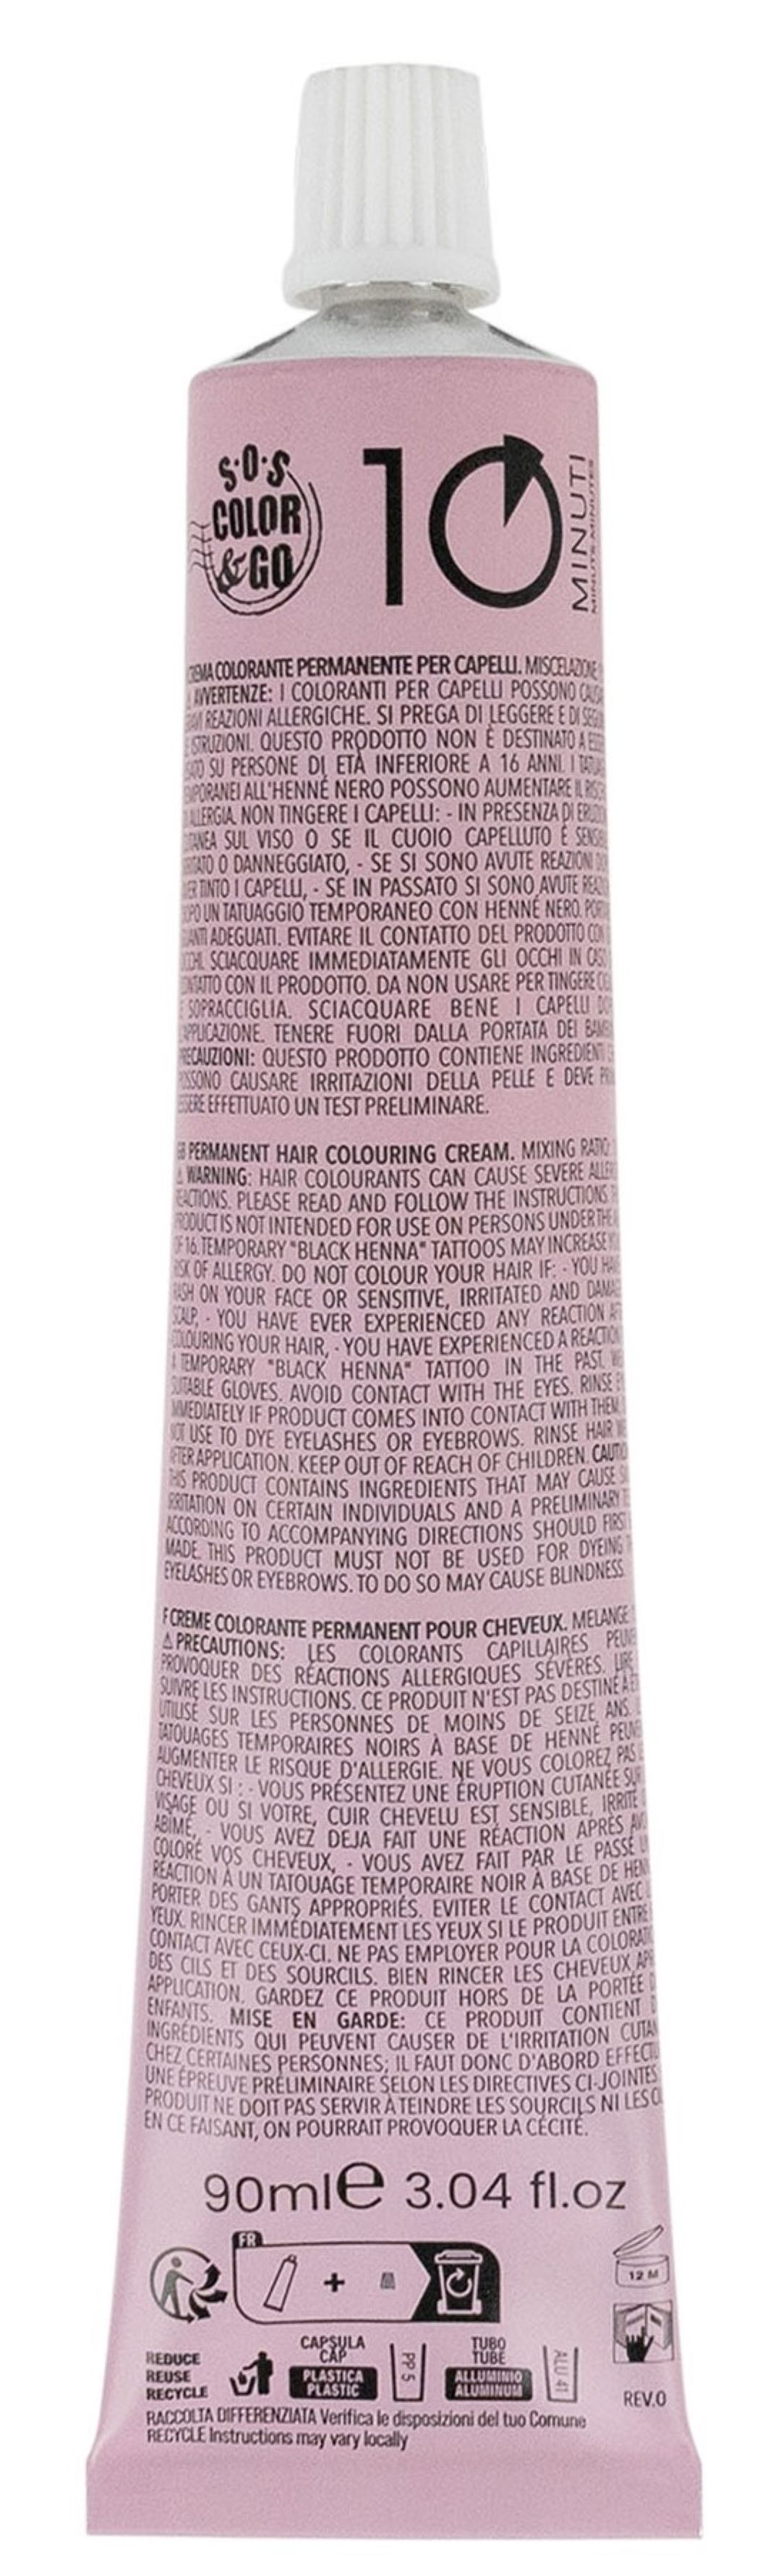 S·O·S
COLOR
& GO
10
MINUTI
MINUTE·MINUTES
COLORANTE PERMANENTE PER CAPELLI. MISCELAZIONE
AVVERTENZE: I COLORANTI PER CAPELLI POSSONO
REAZIONI ALLERGICHE. SI PREGA DI LEGGERE E DI
ISTRUZIONI. QUESTO PRODOTTO NON È DESTINATO A
SU PERSONE DI ETÀ INFERIORE A 16 ANNI. I
ALL'HENNÉ NERO POSSONO AUMENTARE IL
ALLERGIA. NON TINGERE I CAPELLI: - IN PRESENZA DI
SUL VISO O SE IL CUOIO CAPELLUTO É
O DANNEGGIATO, - SE SI SONO AVUTE REAZIONI
TINTO I CAPELLI, - SE IN PASSATO SI SONO AVUTE
UN TATUAGGIO TEMPORANEO CON HENNÉ NERO.
ADEGUATI. EVITARE IL CONTATTO DEL PRODOTTO CON
SCIACQUARE IMMEDIATAMENTE GLI OCCHI IN CASO
CON IL PRODOTTO. DA NON USARE PER TINGERE
SOPRACCIGLIA. SCIACQUARE BENE I CAPELLI
APPLICAZIONE. TENERE FUORI DALLA PORTATA DEI
PRECAUZIONI: QUESTO PRODOTTO CONTIENE INGREDIENTI
POSSONO CAUSARE IRRITAZIONI DELLA PELLE E DEVE
ESSERE EFFETTUATO UN TEST PRELIMINARE.
GB PERMANENT HAIR COLOURING CREAM. MIXING RATIO:
⚠ WARNING: HAIR COLOURANTS CAN CAUSE SEVERE
REACTIONS. PLEASE READ AND FOLLOW THE INSTRUCTIONS.
PRODUCT IS NOT INTENDED FOR USE ON PERSONS UNDER THE
OF 16. TEMPORARY "BLACK HENNA" TATTOOS MAY INCREASE
RISK OF ALLERGY. DO NOT COLOUR YOUR HAIR IF: - YOU
RASH ON YOUR FACE OR SENSITIVE, IRRITATED AND
SCALP, - YOU HAVE EVER EXPERIENCED ANY REACTION
COLOURING YOUR HAIR, - YOU HAVE EXPERIENCED A REACTION
A TEMPORARY "BLACK HENNA" TATTOO IN THE PAST.
SUITABLE GLOVES. AVOID CONTACT WITH THE EYES. RINSE
IMMEDIATELY IF PRODUCT COMES INTO CONTACT WITH THEM.
NOT USE TO DYE EYELASHES OR EYEBROWS. RINSE HAIR
AFTER APPLICATION. KEEP OUT OF REACH OF CHILDREN.
THIS PRODUCT CONTAINS INGREDIENTS THAT MAY CAUSE
IRRITATION ON CERTAIN INDIVIDUALS AND A PRELIMINARY
ACCORDING TO ACCOMPANYING DIRECTIONS SHOULD FIRST
MADE. THIS PRODUCT MUST NOT BE USED FOR DYEING
EYELASHES OR EYEBROWS. TO DO SO MAY CAUSE BLINDNESS.
F CREME COLORANTE PERMANENT POUR CHEVEUX. MELANGE
⚠ PRECAUTIONS: LES COLORANTS CAPILLAIRES
PROVOQUER DES RÉACTIONS ALLERGIQUES SÉVÈRES.
SUIVRE LES INSTRUCTIONS. CE PRODUIT N'EST PAS DESTINÉ À
UTILISÉ SUR LES PERSONNES DE MOINS DE SEIZE ANS.
TATOUAGES TEMPORAIRES NOIRS À BASE DE HENNÉ
AUGMENTER LE RISQUE D'ALLERGIE. NE VOUS COLOREZ PAS
CHEVEUX SI : - VOUS PRÉSENTEZ UNE ÉRUPTION CUTANÉE SUR
VISAGE OU SI VOTRE, CUIR CHEVELU EST SENSIBLE, IRRITÉ
ABIMÉ, - VOUS AVEZ DEJA FAIT UNE RÉACTION APRÈS
COLORÉ VOS CHEVEUX, - VOUS AVEZ FAIT PAR LE PASSÉ
RÉACTION À UN TATOUAGE TEMPORAIRE NOIR À BASE DE
PORTER DES GANTS APPROPRIÉS. EVITER LE CONTACT AVEC
YEUX. RINCER IMMÉDIATEMENT LES YEUX SI LE PRODUIT ENTRE
CONTACT AVEC CEUX-CI. NE PAS EMPLOYER POUR LA
DES CILS ET DES SOURCILS. BIEN RINCER LES CHEVEUX
APPLICATION. GARDEZ CE PRODUIT HORS DE LA PORTÉE
ENFANTS. MISE EN GARDE: CE PRODUIT CONTIENT
INGRÉDIENTS QUI PEUVENT CAUSER DE L'IRRITATION
CHEZ CERTAINES PERSONNES; IL FAUT DONC D'ABORD
UNE ÉPREUVE PRÉLIMINAIRE SELON LES DIRECTIVES CI-JOINTES
PRODUIT NE DOIT PAS SERVIR À TEINDRE LES SOURCILS NI LES
EN CE FAISANT, ON POURRAIT PROVOQUER LA CÉCITÉ.
90ml e 3.04 fl.oz
FR
+
12 M
REDUCE
REUSE
RECYCLE
CAPSULA
CAP
PLASTICA
PLASTIC
PP 5
TUBO
TUBE
ALLUMINIO
ALUMINUM
ALU 41
REV.0
RACCOLTA DIFFERENZIATA Verifica le disposizioni del tuo Comune
RECYCLE Instructions may vary locally